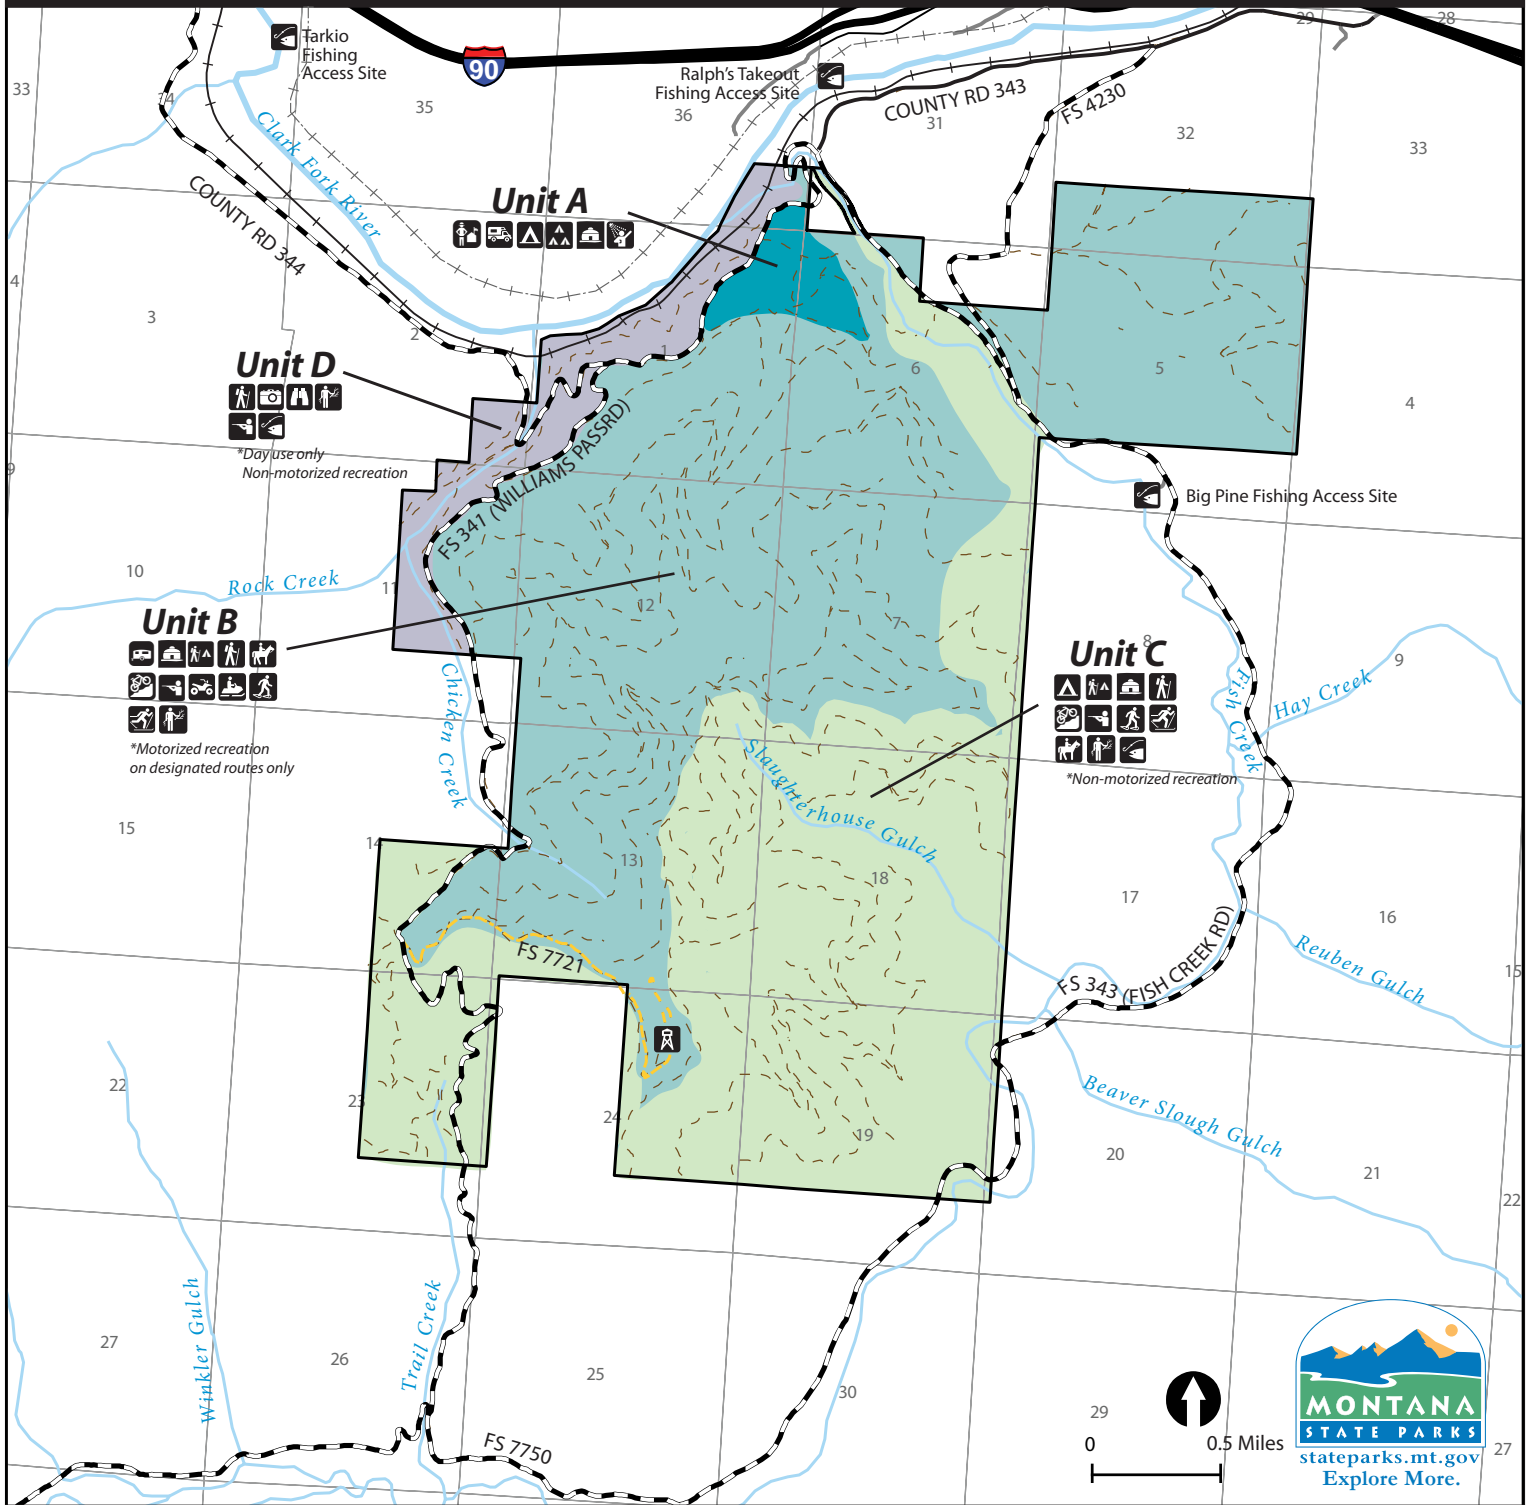 29
28
Tarkio
Fishing
Access Site
90
Ralph's Takeout
Fishing Access Site
33
34
35
36
COUNTY RD 343
31
FS 4230
32
33
Clark Fork River
COUNTY RD 344
Unit A
4
3
2
1
6
5
4
Unit D
*Day use only
Non-motorized recreation
FS 341 (WILLIAMS PASSRD)
9
Big Pine Fishing Access Site
10
Rock Creek
11
12
7
8
9
Unit B
*Motorized recreation
on designated routes only
Unit C
*Non-motorized recreation
Fish Creek
Hay Creek
Chicken Creek
Slaughterhouse Gulch
15
14
13
18
17
16
15
FS 7721
FS 343 (FISH CREEK RD)
Reuben Gulch
22
23
24
19
Beaver Slough Gulch
20
21
22
Winkler Gulch
Trail Creek
27
26
25
30
29
27
FS 7750
0
0.5 Miles
MONTANA
STATE PARKS
stateparks.mt.gov
Explore More.